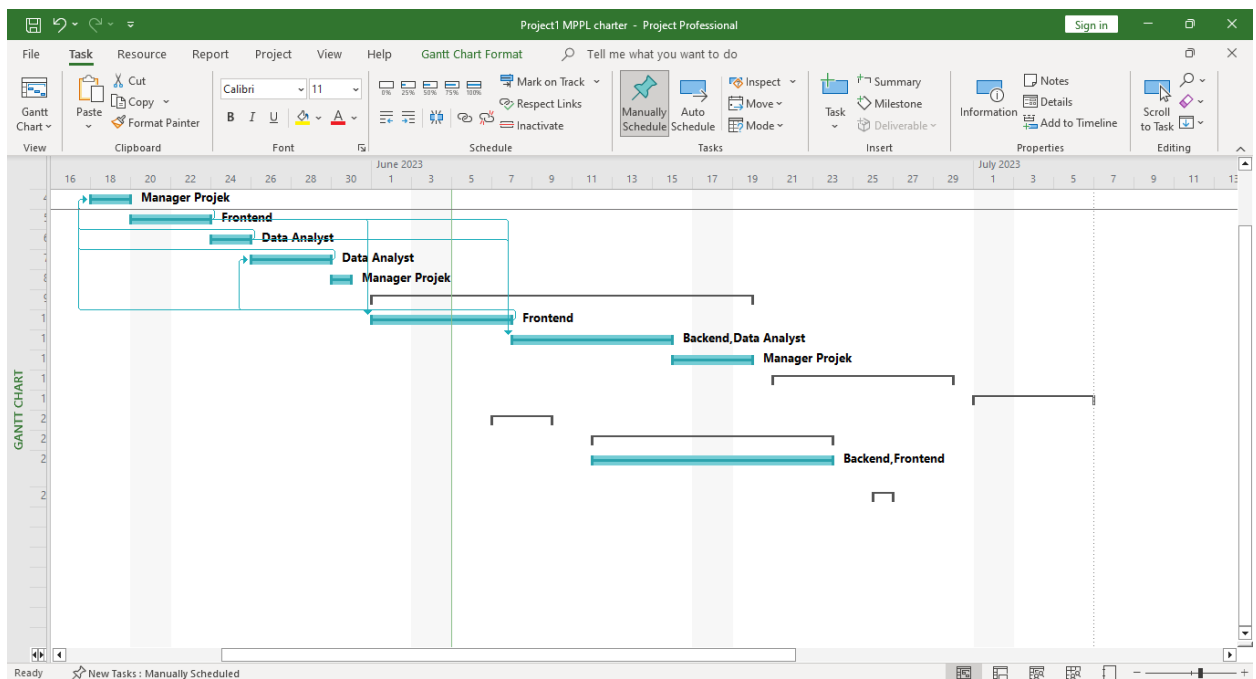 Project1 MPPL charter - Project Professional
Sign in
File Task Resource Report Project View Help Gantt Chart Format Tell me what you want to do
Gantt Chart
View
Paste
Cut
Copy
Format Painter
Clipboard
Calibri 11
B I U A
Font
0% 25% 50% 75% 100%
Mark on Track
Respect Links
Inactivate
Schedule
Manually Schedule
Auto Schedule
Inspect
Move
Mode
Tasks
Task
Summary
Milestone
Deliverable
Insert
Information
Notes
Details
Add to Timeline
Properties
Scroll to Task
Editing
June 2023 July 2023
16 18 20 22 24 26 28 30 1 3 5 7 9 11 13 15 17 19 21 23 25 27 29 1 3 5 7 9 11 13
Manager Projek
Frontend
Data Analyst
Data Analyst
Manager Projek
Frontend
Backend,Data Analyst
Manager Projek
Backend,Frontend
GANTT CHART
Ready New Tasks : Manually Scheduled